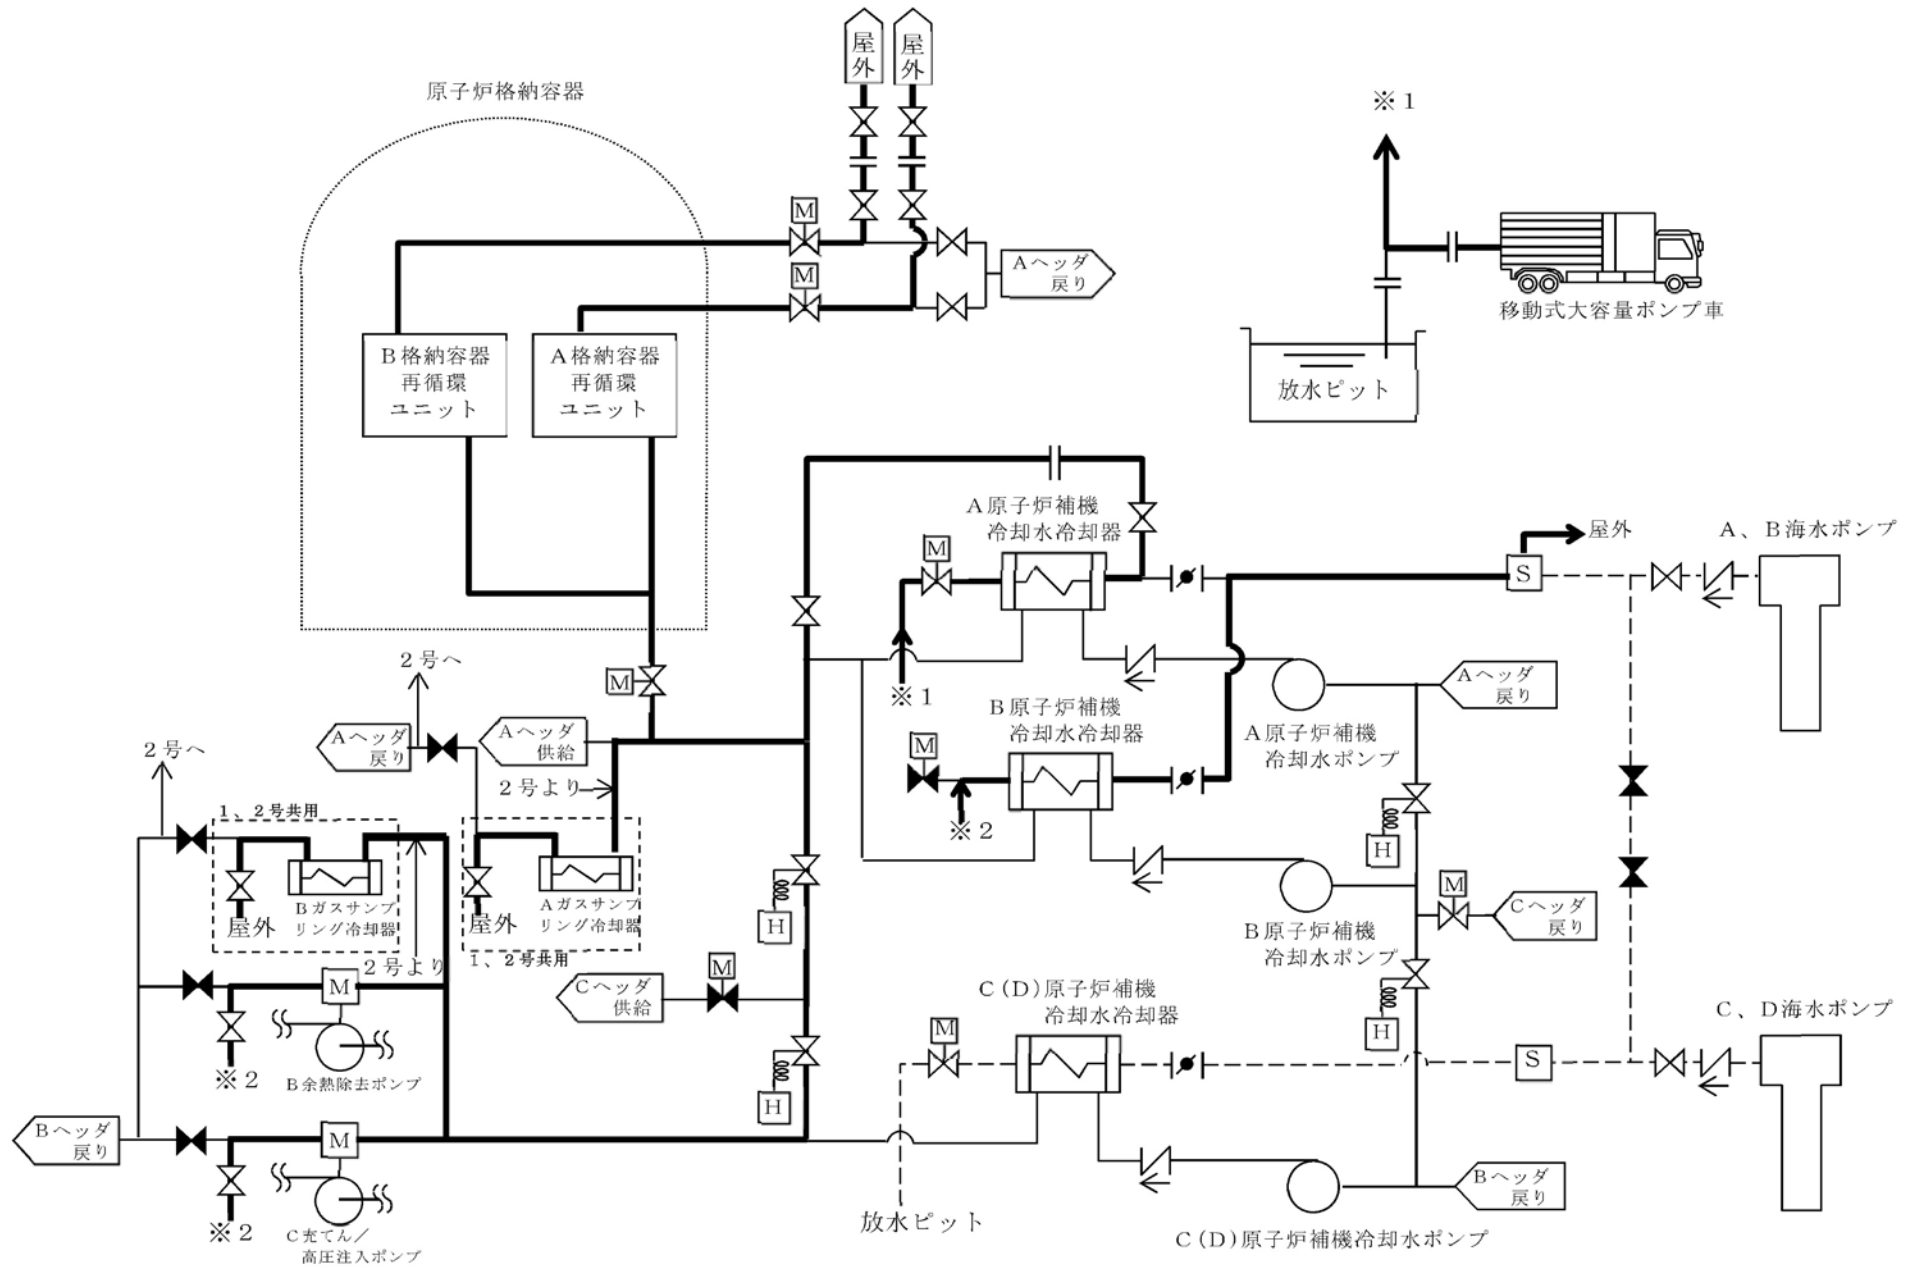 屋
外
屋
外
原子炉格納容器
※1
M
M
Aヘッダ
戻り
移動式大容量ポンプ車
放水ピット
B格納容器
再循環
ユニット
A格納容器
再循環
ユニット
A原子炉補機
冷却水冷却器
M
S
屋外
A、B海水ポンプ
※1
2号へ
M
Aヘッダ
戻り
Aヘッダ
供給
B原子炉補機
冷却水冷却器
M
※2
Aヘッダ
戻り
A原子炉補機
冷却水ポンプ
2号へ
2号より
1、2号共用
屋外
Bガスサンプ
リング冷却器
屋外
Aガスサンプ
リング冷却器
1、2号共用
2号より
H
H
M
Cヘッダ
戻り
B原子炉補機
冷却水ポンプ
Cヘッダ
供給
M
M
※2
B余熱除去ポンプ
H
H
C(D)原子炉補機
冷却水冷却器
M
S
C、D海水ポンプ
Bヘッダ
戻り
M
※2
C充てん／
高圧注入ポンプ
放水ピット
Bヘッダ
戻り
C(D)原子炉補機冷却水ポンプ